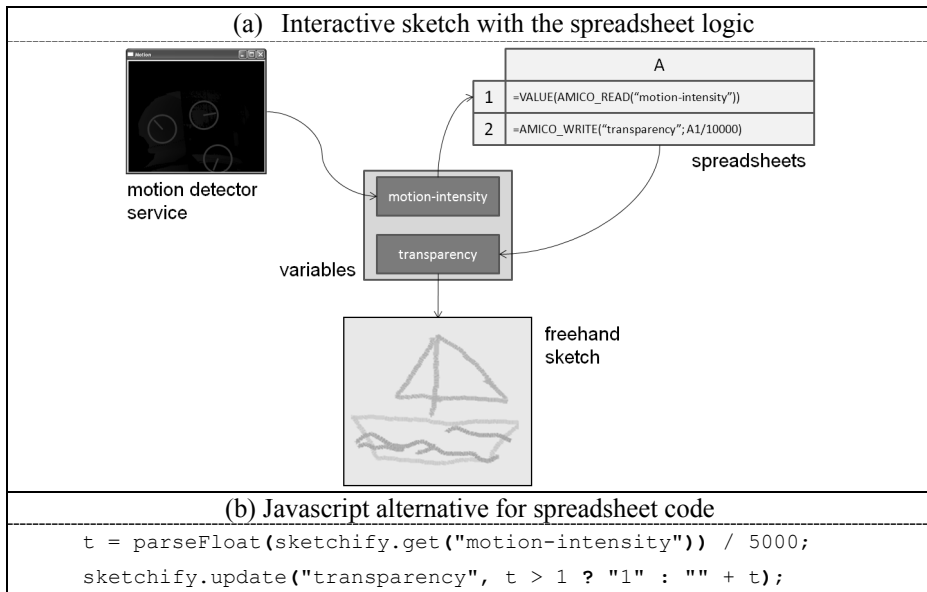 (a) Interactive sketch with the spreadsheet logic
Motion
A
1 =VALUE(AMICO_READ(“motion-intensity”))
2 =AMICO_WRITE(“transparency”; A1/10000)
spreadsheets
motion detector
service
motion-intensity
transparency
variables
freehand
sketch
(b) Javascript alternative for spreadsheet code
t = parseFloat(sketchify.get("motion-intensity")) / 5000;
sketchify.update("transparency", t > 1 ? "1" : "" + t);